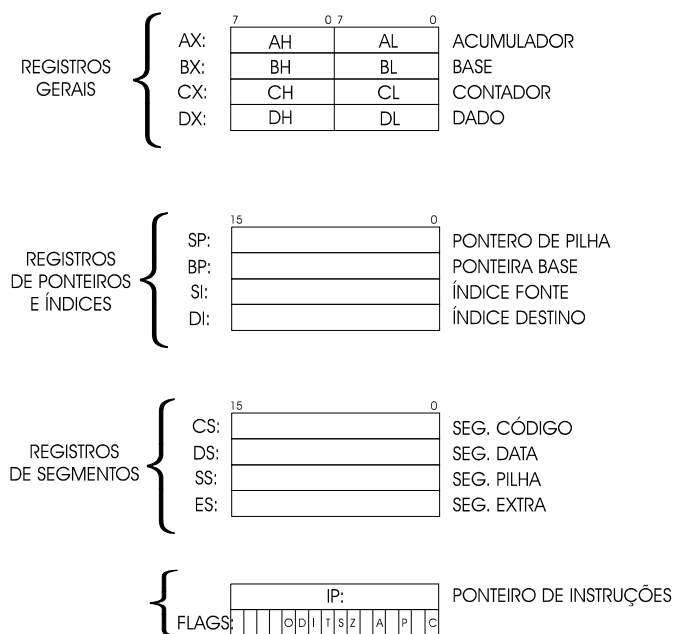 7 0 7 0
AX: AH AL ACUMULADOR
REGISTROS GERAIS
BX: BH BL BASE
CX: CH CL CONTADOR
DX: DH DL DADO
15 0
SP: PONTERO DE PILHA
REGISTROS DE PONTEIROS E ÍNDICES
BP: PONTEIRA BASE
SI: ÍNDICE FONTE
DI: ÍNDICE DESTINO
15 0
CS: SEG. CÓDIGO
REGISTROS DE SEGMENTOS
DS: SEG. DATA
SS: SEG. PILHA
ES: SEG. EXTRA
IP: PONTEIRO DE INSTRUÇÕES
FLAGS: O D I T S Z A P C